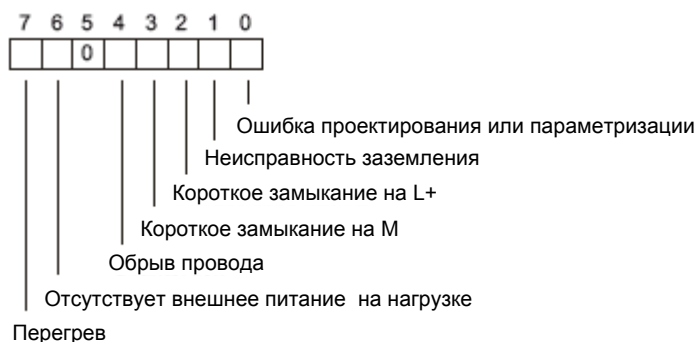 7 6 5 4 3 2 1 0
0
Ошибка проектирования или параметризации
Неисправность заземления
Короткое замыкание на L+
Короткое замыкание на M
Обрыв провода
Отсутствует внешнее питание на нагрузке
Перегрев